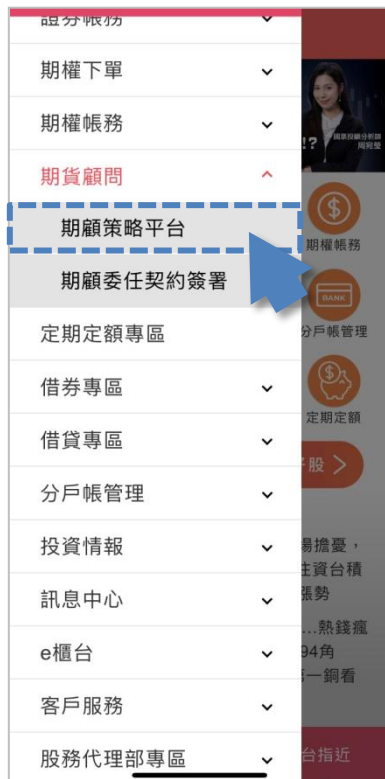 證券帳務
期權下單
期權帳務
期貨顧問
期顧策略平台
期顧委任契約簽署
定期定額專區
借券專區
借貸專區
分戶帳管理
投資情報
訊息中心
e櫃台
客戶服務
股務代理部專區
!?
國票投顧分析師
周宛瑩
期權帳務
BANK
分戶帳管理
定期定額
股
場擔憂，
注資台積
漲勢
...熱錢瘋
94角
第一銅看
台指近